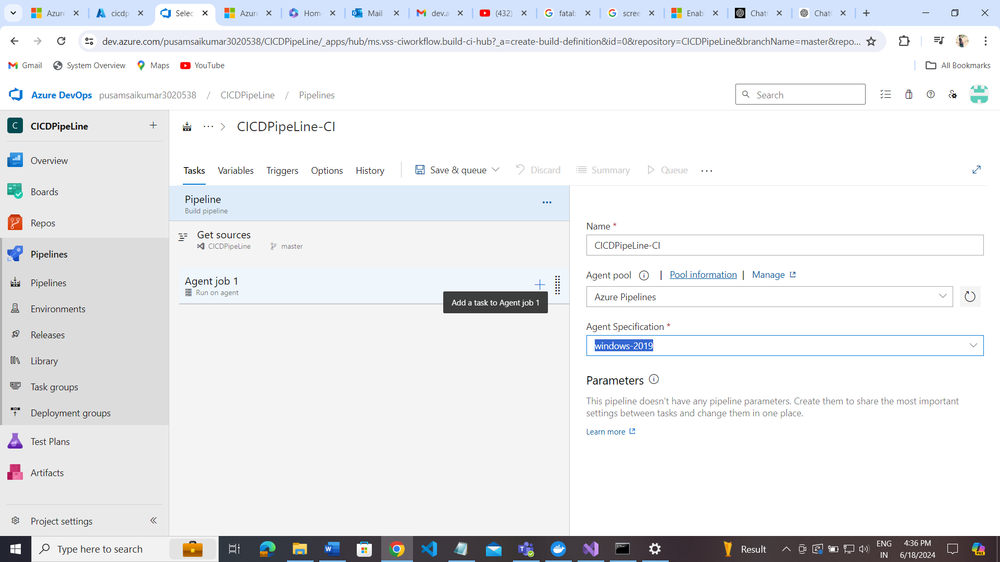 Azure
cicdp
Selec
Azure
Home
Mail
dev.a
(432)
fatal:
scree
Enab
Chat
Chat
dev.azure.com/pusamsaikumar3020538/CICDPipeLine/_apps/hub/ms.vss-ciworkflow.build-ci-hub?_a=create-build-definition&id=0&repository=CICDPipeLine&branchName=master&repo...
Gmail
System Overview
Maps
YouTube
All Bookmarks
Azure DevOps pusamsaikumar3020538 / CICDPipeLine / Pipelines
Search
C CICDPipeLine
Overview
Boards
Repos
Pipelines
Pipelines
Environments
Releases
Library
Task groups
Deployment groups
Test Plans
Artifacts
Project settings
... CICDPipeLine-CI
Tasks Variables Triggers Options History
Save & queue
Discard
Summary
Queue
...
Pipeline
Build pipeline
Get sources
CICDPipeLine master
Agent job 1
Run on agent
Add a task to Agent job 1
Name *
CICDPipeLine-CI
Agent pool | Pool information | Manage
Azure Pipelines
Agent Specification *
windows-2019
Parameters
This pipeline doesn't have any pipeline parameters. Create them to share the most important
settings between tasks and change them in one place.
Learn more
Type here to search
Result
ENG
IN
4:36 PM
6/18/2024
PRE